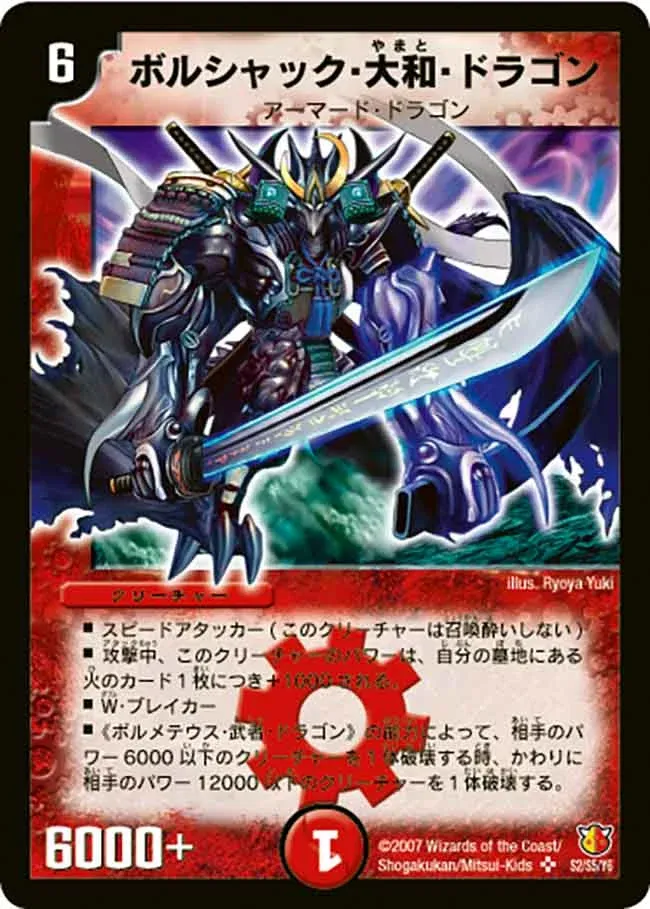 6
ボルシャック・大和・ドラゴン
やまと
アーマード・ドラゴン
illus. Ryoya Yuki
クリーチャー
■ スピードアタッカー(このクリーチャーは召喚酔いしない)
■ 攻撃中、このクリーチャーのパワーは、自分の墓地にある
火のカード1枚につき+1000される。
■ W・ブレイカー
■ 《ボルメテウス・武者・ドラゴン》の能力によって、相手のパ
ワー6000以下のクリーチャーを1体破壊する時、かわりに
相手のパワー12000以下のクリーチャーを1体破壊する。
6000+
1
©2007 Wizards of the Coast/
Shogakukan/Mitsui-Kids
S2/S5/Y6